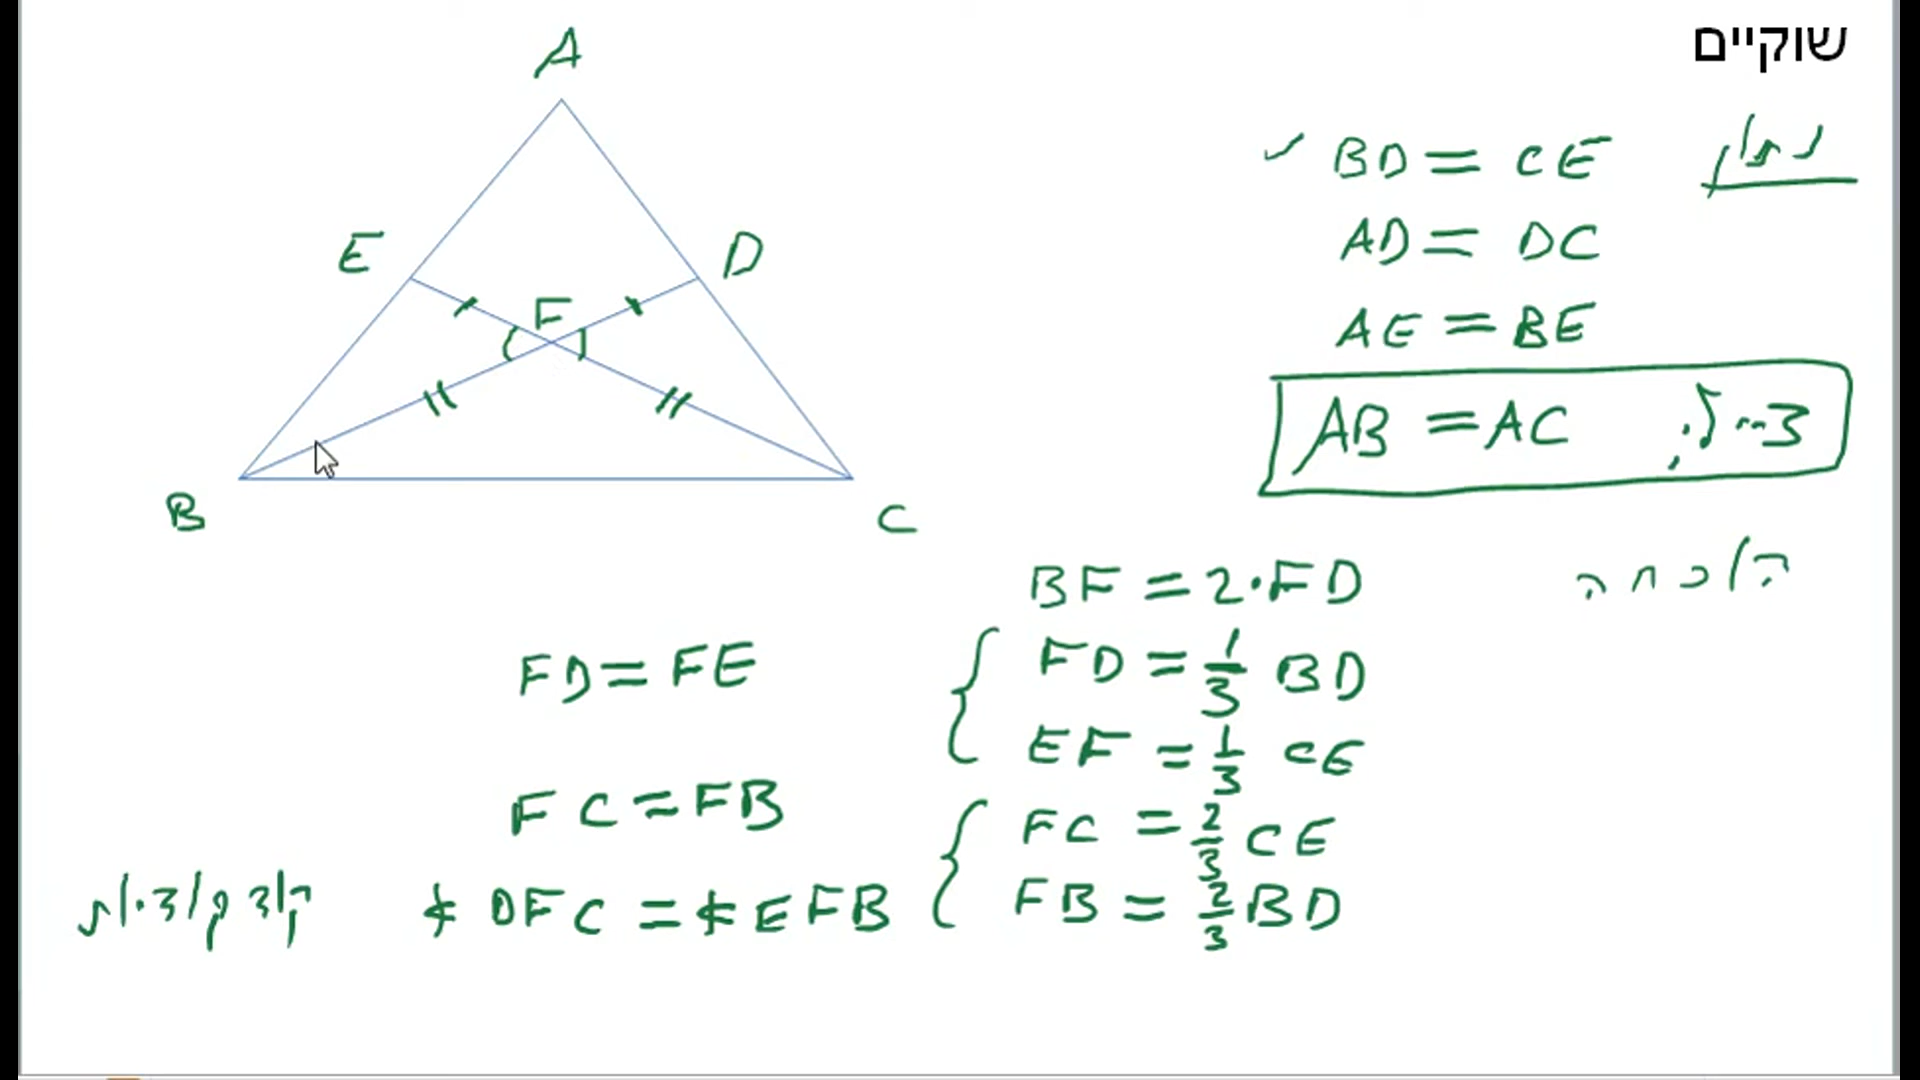 שוקיים
נתון
BD = CE
AD = DC
AE = BE
צ"ל: AB = AC
הוכחה
A
E
D
F
B
C
BF = 2·FD
FD = 1/3 BD
EF = 1/3 CE
FC = 2/3 CE
FB = 2/3 BD
FD = FE
FC = FB
∢DFC = ∢EFB קודקודיות